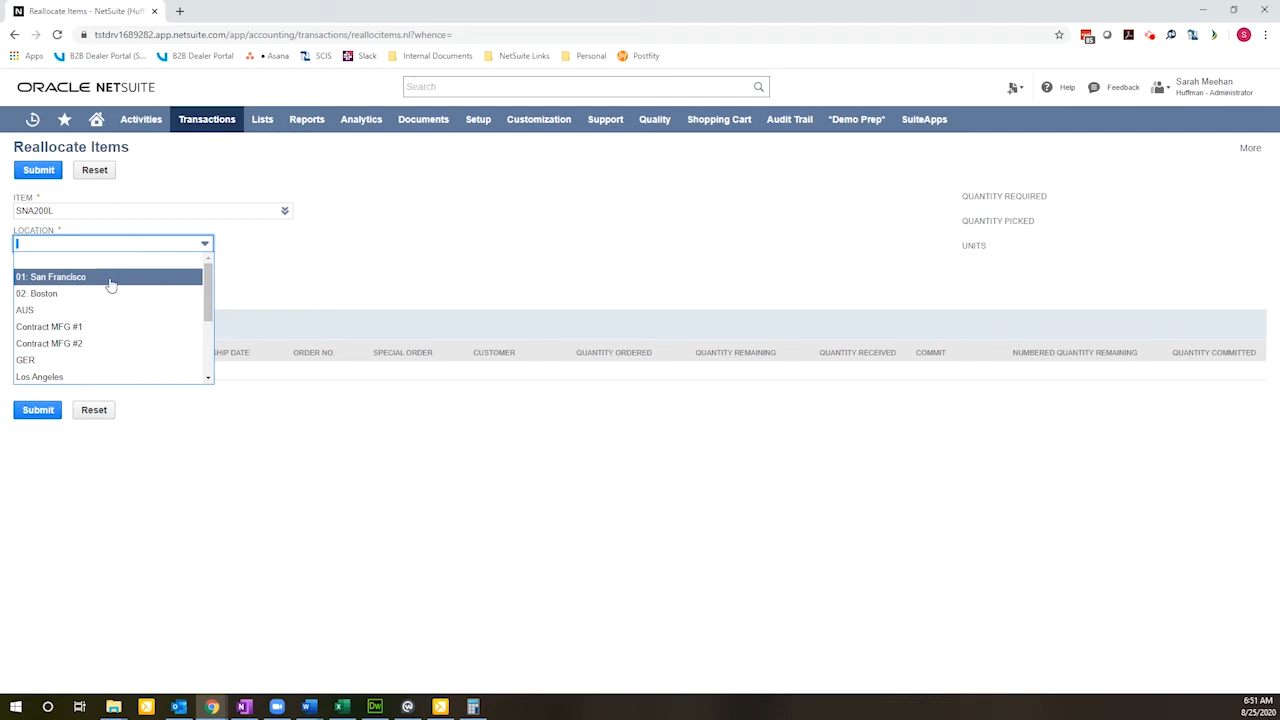 Reallocate Items - NetSuite (Huff
tstdrv1689282.app.netsuite.com/app/accounting/transactions/reallocitems.nl?whence=
Apps B2B Dealer Portal (S... B2B Dealer Portal • Asana SCIS Slack Internal Documents NetSuite Links Personal Postfity
ORACLE NETSUITE
Search
Help
Feedback
Sarah Meehan
Huffman - Administrator
Activities Transactions Lists Reports Analytics Documents Setup Customization Support Quality Shopping Cart Audit Trail *Demo Prep* SuiteApps
Reallocate Items
More
Submit Reset
ITEM *
SNA200L
LOCATION *
QUANTITY REQUIRED
QUANTITY PICKED
UNITS
01: San Francisco
02. Boston
AUS
Contract MFG #1
Contract MFG #2
GER
Los Angeles
SHIP DATE ORDER NO. SPECIAL ORDER CUSTOMER QUANTITY ORDERED QUANTITY REMAINING QUANTITY RECEIVED COMMIT NUMBERED QUANTITY REMAINING QUANTITY COMMITTED
Submit Reset
6:51 AM
8/25/2020